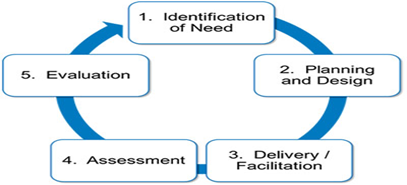 1. Identification
of Need
2. Planning
and Design
3. Delivery /
Facilitation
4. Assessment
5. Evaluation